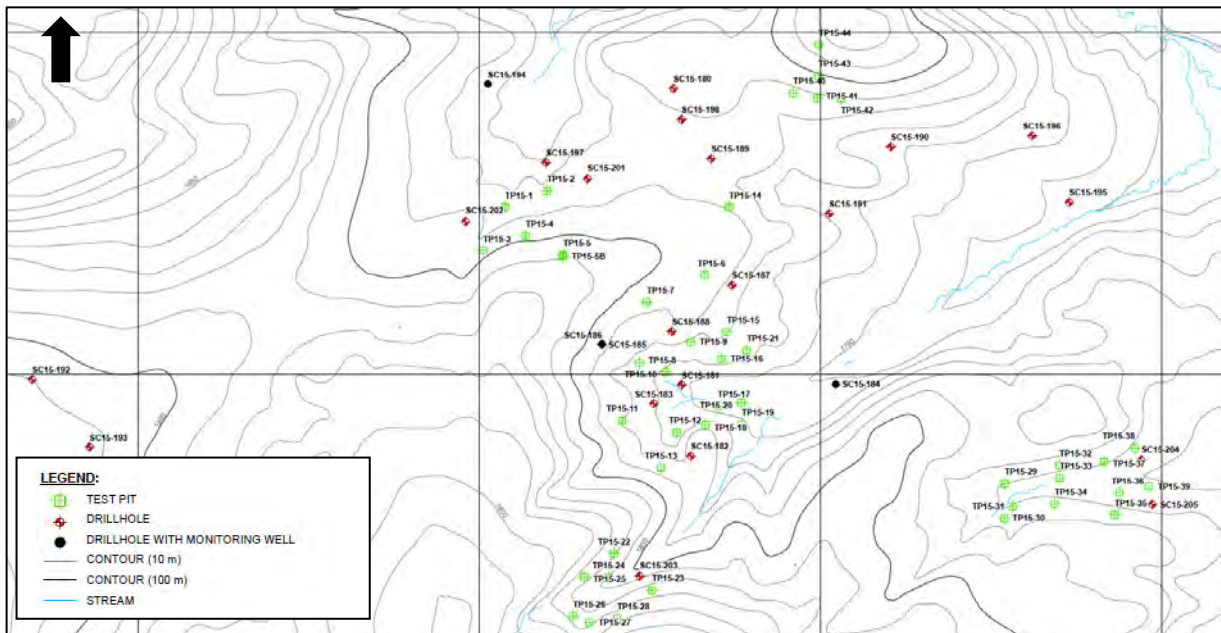 TP15-44
TP15-43
SC15-194
SC15-180
TP15-40
TP15-41
TP15-42
SC15-198
SC15-196
SC15-190
SC15-197
SC15-189
SC15-201
TP15-2
TP15-1
TP15-14
SC15-195
SC15-202
SC15-191
TP15-4
TP15-3
TP15-5
TP15-5B
TP15-6
SC15-187
TP15-7
SC15-188
TP15-15
SC15-186
SC15-185
TP15-9
TP15-21
TP15-16
TP15-8
TP15-10
SC15-192
SC15-181
SC15-184
SC15-183
TP15-17
TP15-20
TP15-11
TP15-19
TP15-12
TP15-18
SC15-193
SC15-182
TP15-13
TP15-38
SC15-204
TP15-32
TP15-37
TP15-33
TP15-29
TP15-36
TP15-39
TP15-34
TP15-31
TP15-35
SC15-205
TP15-30
LEGEND:
TEST PIT
DRILLHOLE
DRILLHOLE WITH MONITORING WELL
CONTOUR (10 m)
CONTOUR (100 m)
STREAM
TP15-22
TP15-24
SC15-203
TP15-25
TP15-23
TP15-26
TP15-28
TP15-27